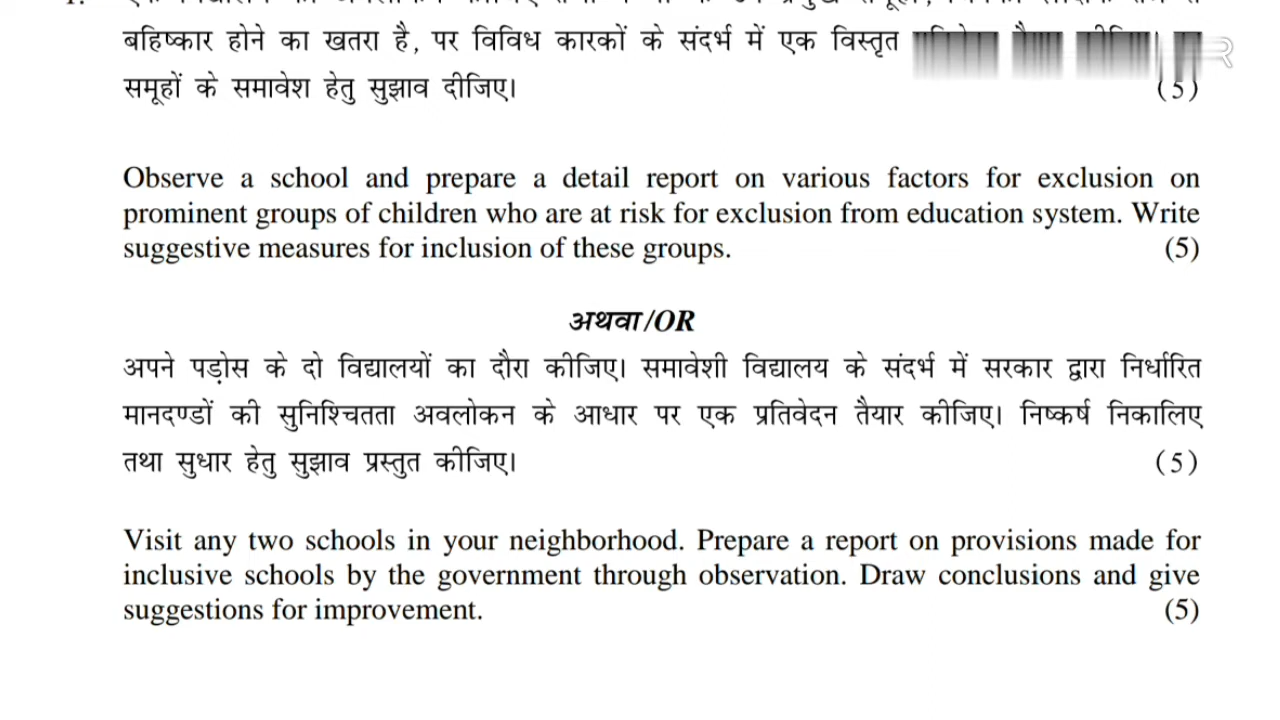 बहिष्कार होने का खतरा है, पर विविध कारकों के संदर्भ में एक विस्तृत
समूहों के समावेश हेतु सुझाव दीजिए। (5)
Observe a school and prepare a detail report on various factors for exclusion on
prominent groups of children who are at risk for exclusion from education system. Write
suggestive measures for inclusion of these groups. (5)
अथवा/OR
अपने पड़ोस के दो विद्यालयों का दौरा कीजिए। समावेशी विद्यालय के संदर्भ में सरकार द्वारा निर्धारित
मानदण्डों की सुनिश्चितता अवलोकन के आधार पर एक प्रतिवेदन तैयार कीजिए। निष्कर्ष निकालिए
तथा सुधार हेतु सुझाव प्रस्तुत कीजिए। (5)
Visit any two schools in your neighborhood. Prepare a report on provisions made for
inclusive schools by the government through observation. Draw conclusions and give
suggestions for improvement. (5)